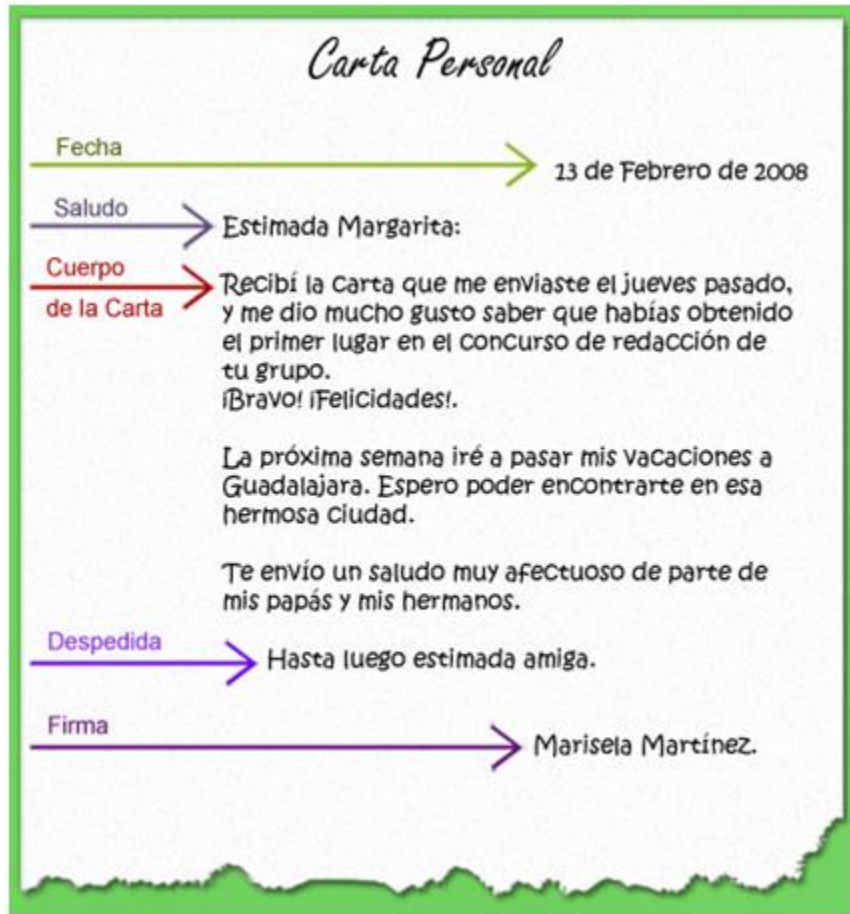 Carta Personal
Fecha
13 de Febrero de 2008
Saludo
Estimada Margarita:
Cuerpo
de la Carta
Recibí la carta que me enviaste el jueves pasado,
y me dio mucho gusto saber que habías obtenido
el primer lugar en el concurso de redacción de
tu grupo.
¡Bravo! ¡Felicidades!.
La próxima semana iré a pasar mis vacaciones a
Guadalajara. Espero poder encontrarte en esa
hermosa ciudad.
Te envío un saludo muy afectuoso de parte de
mis papás y mis hermanos.
Despedida
Hasta luego estimada amiga.
Firma
Marisela Martínez.